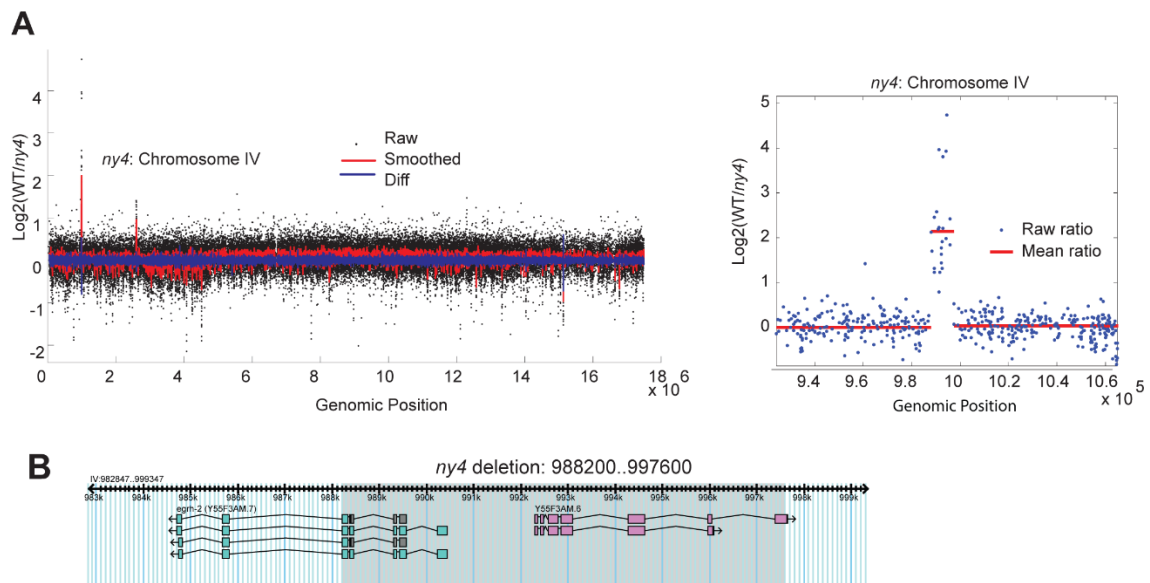 A
ny4: Chromosome IV
Raw
Smoothed
Diff
Log2(WT/ny4)
4
3
2
1
0
-1
-2
0 2 4 6 8 10 12 14 16 18
x 10 6
Genomic Position
ny4: Chromosome IV
Log2(WT/ny4)
5
4
3
2
1
0
Raw ratio
Mean ratio
9.4 9.6 9.8 10 10.2 10.4 10.6
x 10 5
Genomic Position
B
ny4 deletion: 988200..997600
IV:982847..999347
983k 984k 985k 986k 987k 988k 989k 990k 991k 992k 993k 994k 995k 996k 997k 998k 999k
egrh-2 (Y55F3AM.7)
Y55F3AM.6